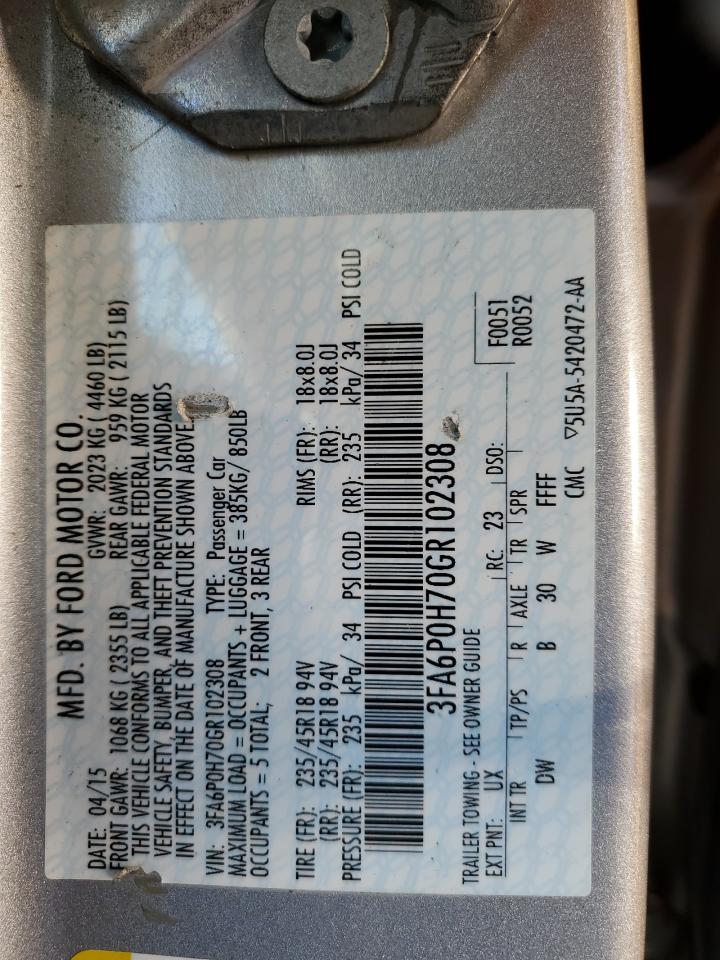 MFD. BY FORD MOTOR CO.
DATE: 04/15 GVWR: 2023 KG ( 4460 LB)
FRONT GAWR: 1068 KG ( 2355 LB) REAR GAWR: 959 KG ( 2115 LB)
THIS VEHICLE CONFORMS TO ALL APPLICABLE FEDERAL MOTOR
VEHICLE SAFETY, BUMPER, AND THEFT PREVENTION STANDARDS
IN EFFECT ON THE DATE OF MANUFACTURE SHOWN ABOVE.
VIN: 3FA6P0H70GR102308 TYPE: Passenger Car
MAXIMUM LOAD = OCCUPANTS + LUGGAGE = 385KG/ 850LB
OCCUPANTS = 5 TOTAL; 2 FRONT, 3 REAR
TIRE (FR): 235/45R18 94V RIMS (FR): 18x8.0J
(RR): 235/45R18 94V (RR): 18x8.0J
PRESSURE (FR): 235 kPa/ 34 PSI COLD (RR): 235 kPa/ 34 PSI COLD
3FA6P0H70GR102308
TRAILER TOWING - SEE OWNER GUIDE F0051
EXT PNT: UX RC: 23 DSO: R0052
INT TR TP/PS R AXLE TR SPR
DW B 30 W FFFF
CMC ▽5U5A-5420472-AA